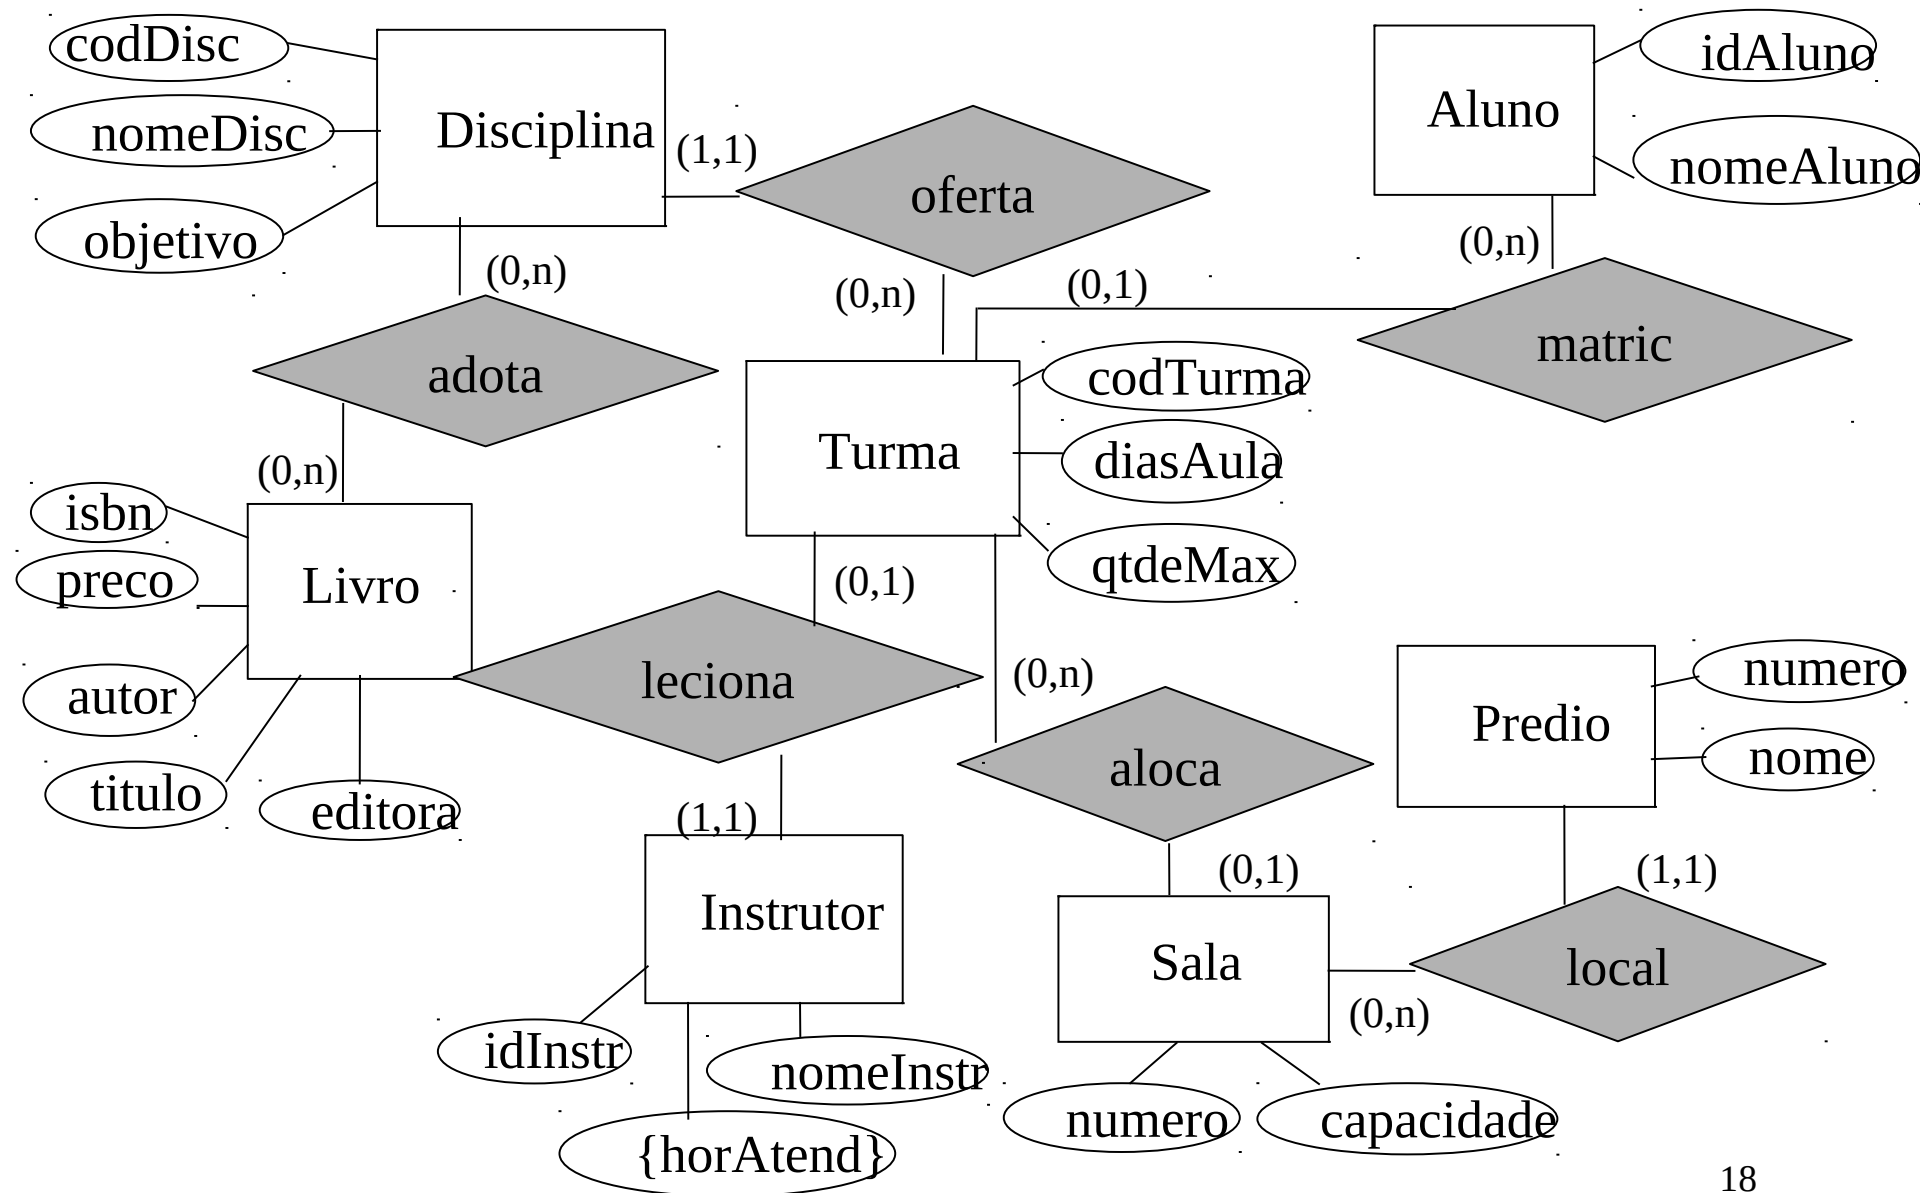 codDisc
nomeDisc
objetivo
Disciplina
(1,1)
oferta
Aluno
idAluno
nomeAluno
(0,n)
(0,n)
(0,n)
(0,1)
matric
adota
(0,n)
Turma
codTurma
diasAula
qtdeMax
isbn
preco
autor
titulo
editora
Livro
(0,1)
leciona
(0,n)
aloca
Predio
numero
nome
(1,1)
Instrutor
(0,1)
(1,1)
Sala
local
(0,n)
idInstr
nomeInstr
{horAtend}
numero
capacidade
18